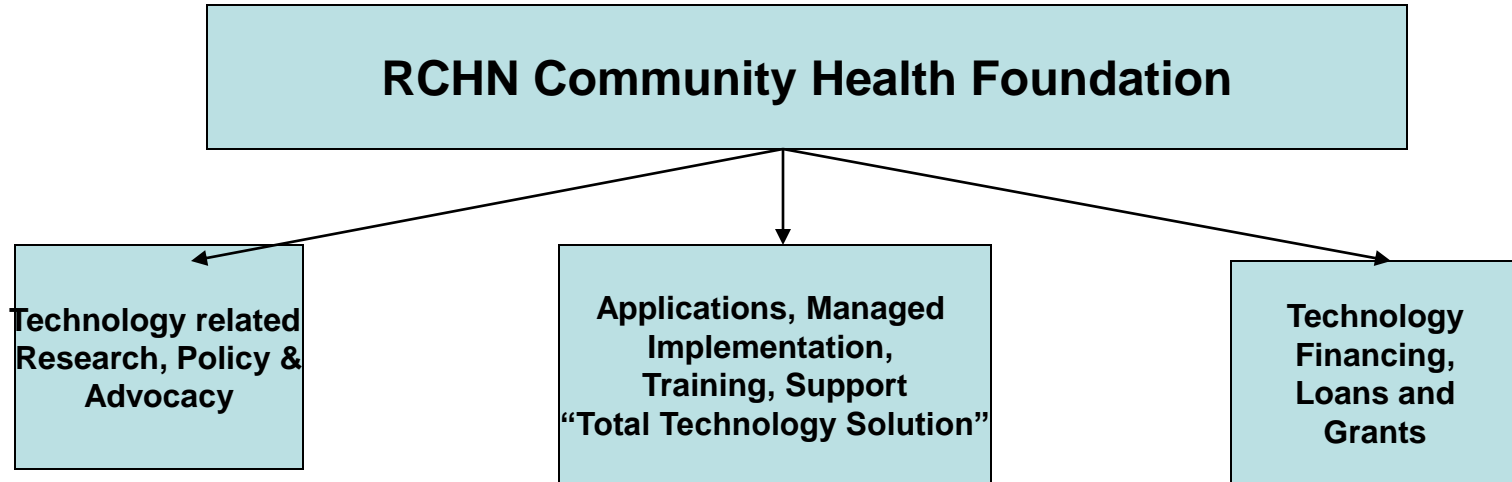 RCHN Community Health Foundation
Technology related
Research, Policy &
Advocacy
Applications, Managed
Implementation,
Training, Support
“Total Technology Solution”
Technology
Financing,
Loans and
Grants